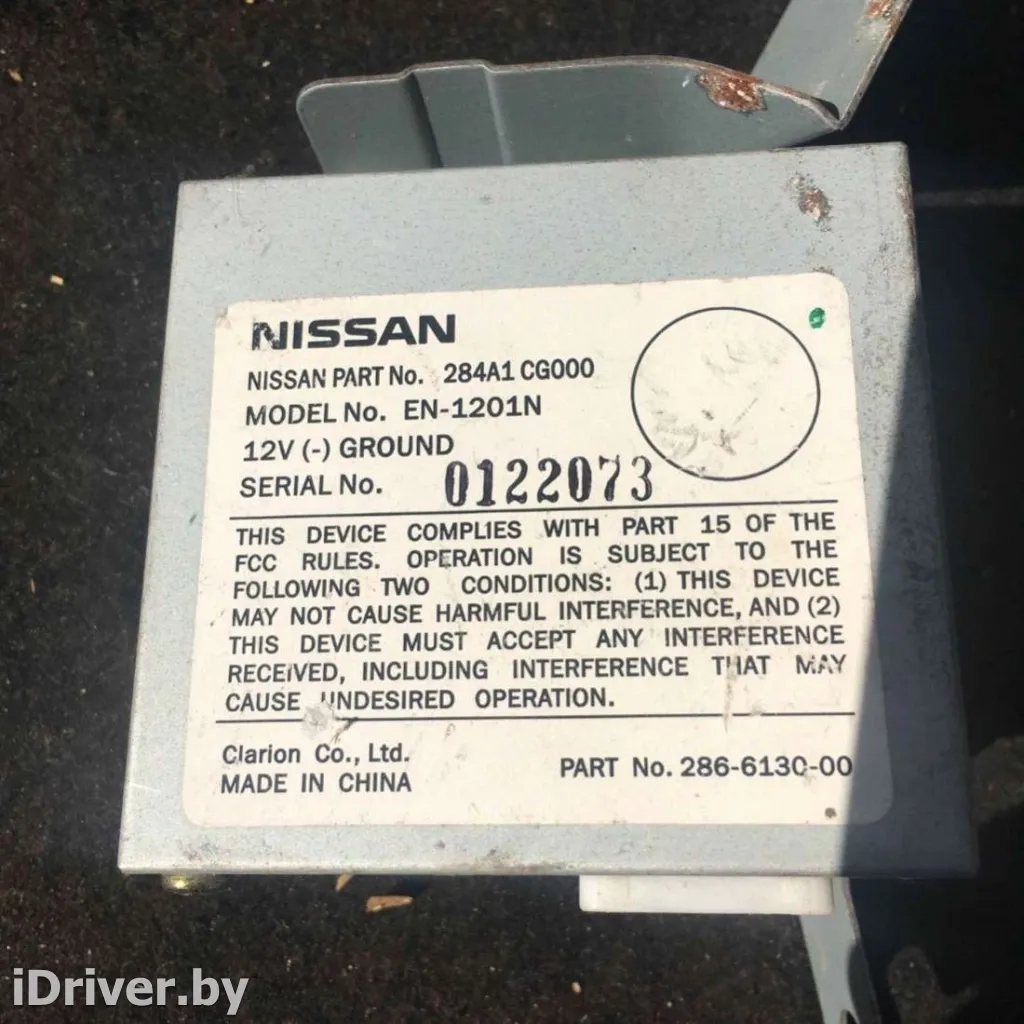 NISSAN
NISSAN PART No. 284A1 CG000
MODEL No. EN-1201N
12V (-) GROUND
SERIAL No. 0122073
THIS DEVICE COMPLIES WITH PART 15 OF THE
FCC RULES. OPERATION IS SUBJECT TO THE
FOLLOWING TWO CONDITIONS: (1) THIS DEVICE
MAY NOT CAUSE HARMFUL INTERFERENCE, AND (2)
THIS DEVICE MUST ACCEPT ANY INTERFERENCE
RECEIVED, INCLUDING INTERFERENCE THAT MAY
CAUSE UNDESIRED OPERATION.
Clarion Co., Ltd.
MADE IN CHINA
PART No. 286-6130-00
iDriver.by